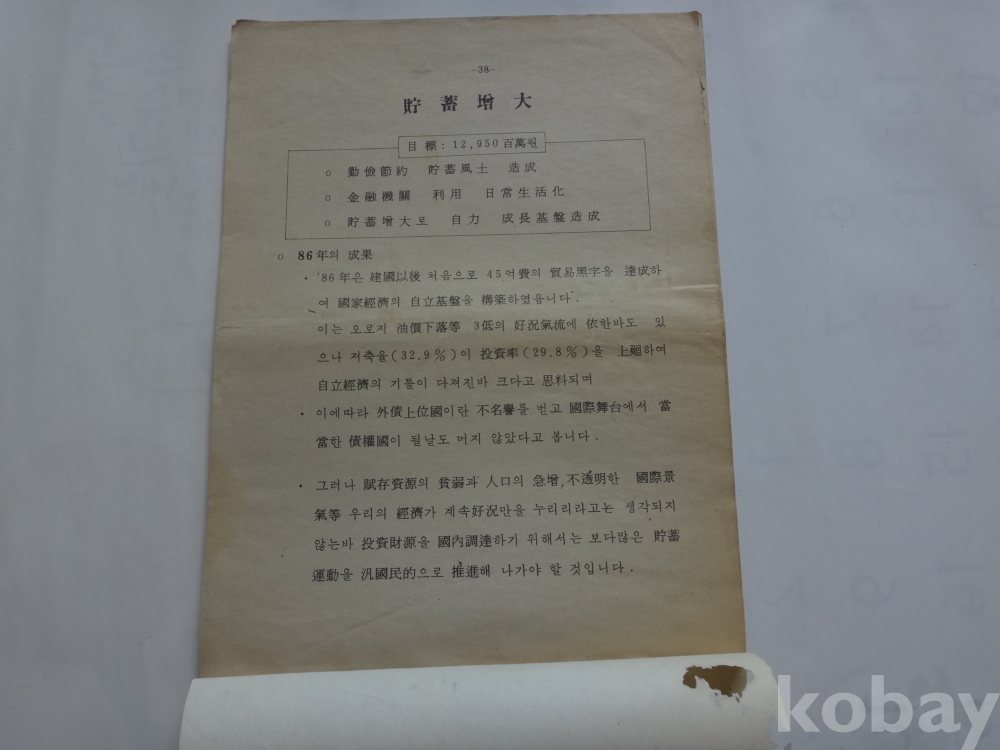 -38-
貯蓄增大
目標: 12,950百萬원
o 勤儉節約 貯蓄風土 造成
o 金融機關 利用 日常生活化
o 貯蓄增大로 自力 成長基盤造成
o 86年의 成果
· '86年은 建國以後 처음으로 45억費의 貿易黑字을 達成하
여 國家經濟의 自立基盤을 構築하였읍니다.
이는 오로지 油價下落等 3低의 好況氣流에 依한바도 있
으나 저축율(32.9%)이 投資率(29.8%)을 上廻하여
自立經濟의 기틀이 다져진바 크다고 思料되며
· 이에따라 外債上位國이란 不名譽를 벋고 國際舞台에서 當
當한 債權國이 될날도 머지 않았다고 봅니다.
· 그러나 賦存資源의 貧弱과 人口의 急增,不透明한 國際景
氣等 우리의 經濟가 계속好況만을 누리리라고는 생각되지
않는바 投資財源을 國內調達하기 위해서는 보다많은 貯蓄
運動을 汎國民的으로 推進해 나가야 할 것입니다.
kobay